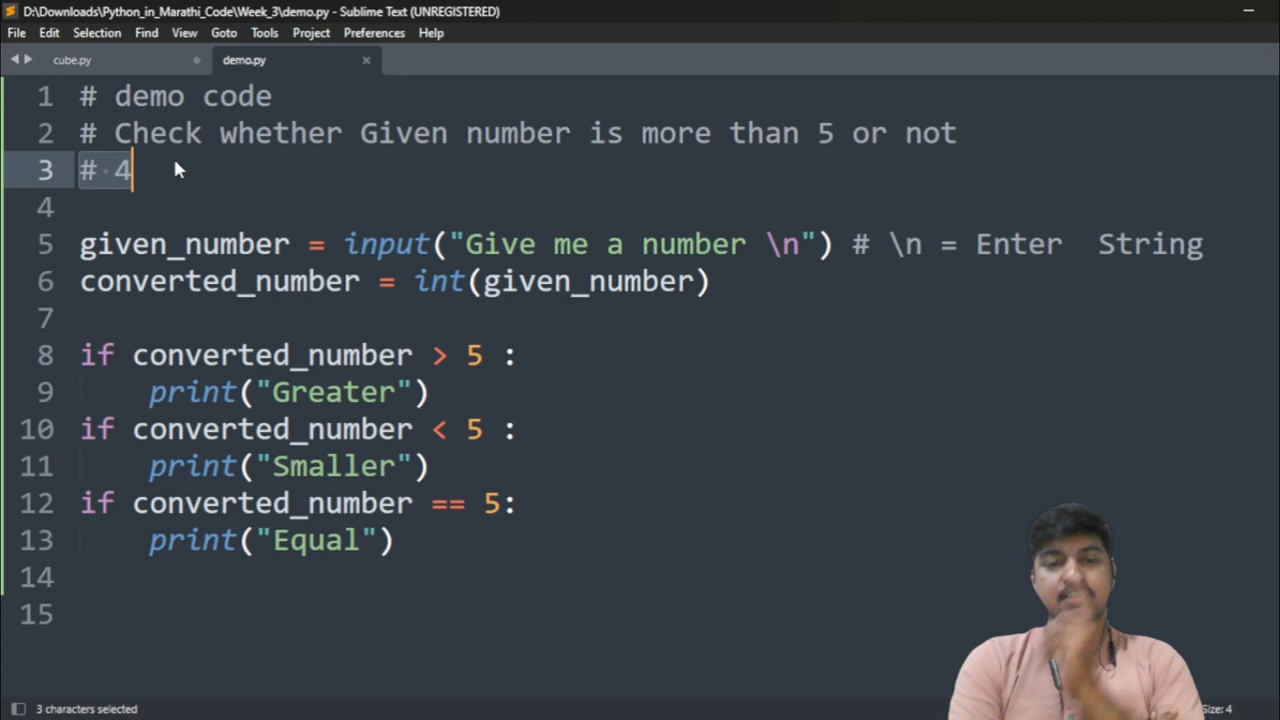 D:\Downloads\Python_in_Marathi_Code\Week_3\demo.py - Sublime Text (UNREGISTERED)
File Edit Selection Find View Goto Tools Project Preferences Help
cube.py demo.py
1 # demo code
2 # Check whether Given number is more than 5 or not
3 # 4
4
5 given_number = input("Give me a number \n") # \n = Enter  String
6 converted_number = int(given_number)
7
8 if converted_number > 5 :
9     print("Greater")
10 if converted_number < 5 :
11     print("Smaller")
12 if converted_number == 5:
13     print("Equal")
14
15
3 characters selected
Size: 4